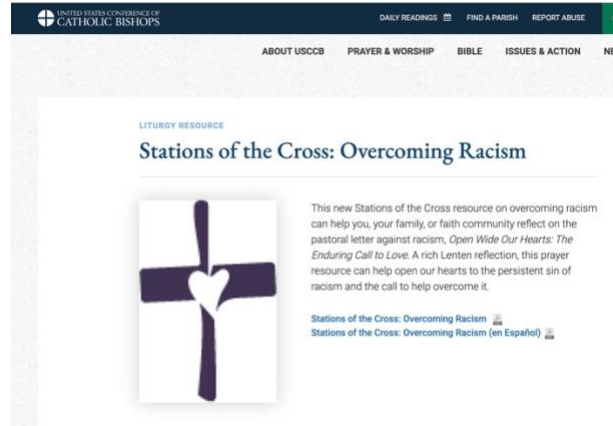 UNITED STATES CONFERENCE OF
CATHOLIC BISHOPS
DAILY READINGS
FIND A PARISH
REPORT ABUSE
ABOUT USCCB
PRAYER & WORSHIP
BIBLE
ISSUES & ACTION
LITURGY RESOURCE
Stations of the Cross: Overcoming Racism
This new Stations of the Cross resource on overcoming racism
can help you, your family, or faith community reflect on the
pastoral letter against racism, Open Wide Our Hearts: The
Enduring Call to Love. A rich Lenten reflection, this prayer
resource can help open our hearts to the persistent sin of
racism and the call to help overcome it.
Stations of the Cross: Overcoming Racism
Stations of the Cross: Overcoming Racism (en Español)